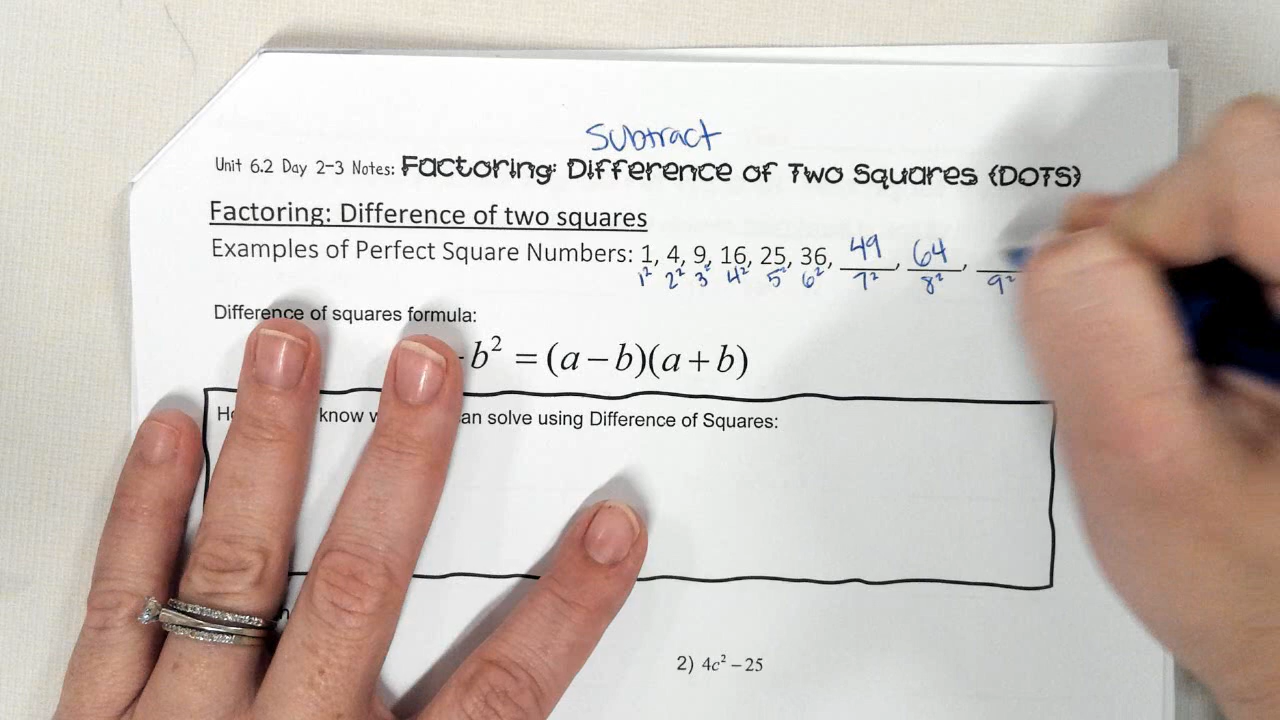 Subtract
Unit 6.2 Day 2-3 Notes: Factoring: Difference of Two Squares {DOTS}
Factoring: Difference of two squares
Examples of Perfect Square Numbers: 1, 4, 9, 16, 25, 36, 49, 64,
1² 2² 3² 4² 5² 6² 7² 8² 9²
Difference of squares formula:
- b² = (a - b)(a + b)
know an solve using Difference of Squares:
2) 4c² - 25